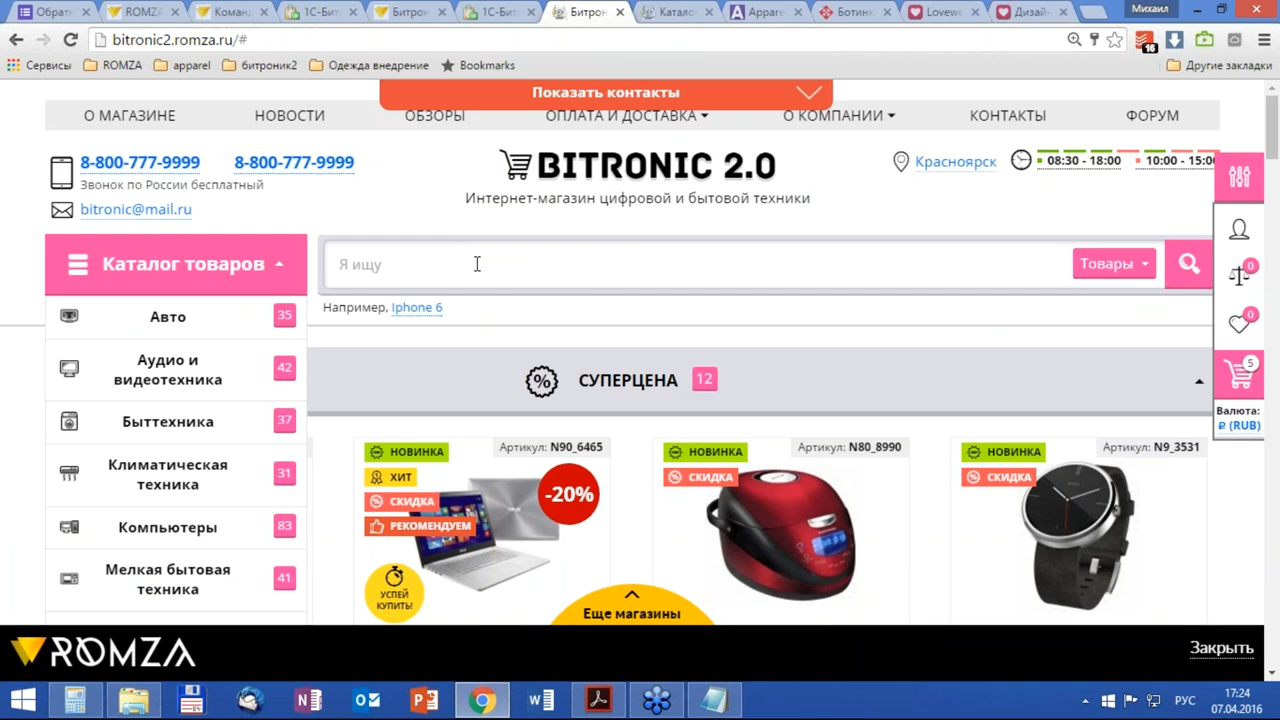 Обрат
ROMZ
Коман
1С-Бит
Битрон
1С-Бит
Битрон
Катало
Appare
Ботин
Lovew
Дизай
Михаил
bitronic2.romza.ru/#
16
Сервисы
ROMZA
apparel
битроник2
Одежда внедрение
Bookmarks
Другие закладки
Показать контакты
О МАГАЗИНЕ
НОВОСТИ
ОБЗОРЫ
ОПЛАТА И ДОСТАВКА
О КОМПАНИИ
КОНТАКТЫ
ФОРУМ
8-800-777-9999
8-800-777-9999
Звонок по России бесплатный
bitronic@mail.ru
BITRONIC 2.0
Интернет-магазин цифровой и бытовой техники
Красноярск
08:30 - 18:00
10:00 - 15:00
Каталог товаров
Я ищу
Товары
Например, Iphone 6
0
0
5
Валюта:
₽ (RUB)
Авто
35
Аудио и
видеотехника
42
Быттехника
37
Климатическая
техника
31
Компьютеры
83
Мелкая бытовая
техника
41
СУПЕРЦЕНА
12
НОВИНКА
Артикул: N90_6465
ХИТ
СКИДКА
РЕКОМЕНДУЕМ
-20%
УСПЕЙ
КУПИТЬ!
НОВИНКА
Артикул: N80_8990
СКИДКА
НОВИНКА
Артикул: N9_3531
СКИДКА
Еще магазины
ROMZA
Закрыть
РУС
17:24
07.04.2016